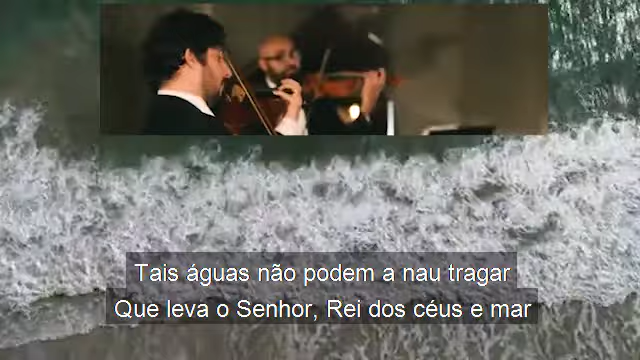 Tais águas não podem a nau tragar
Que leva o Senhor, Rei dos céus e mar